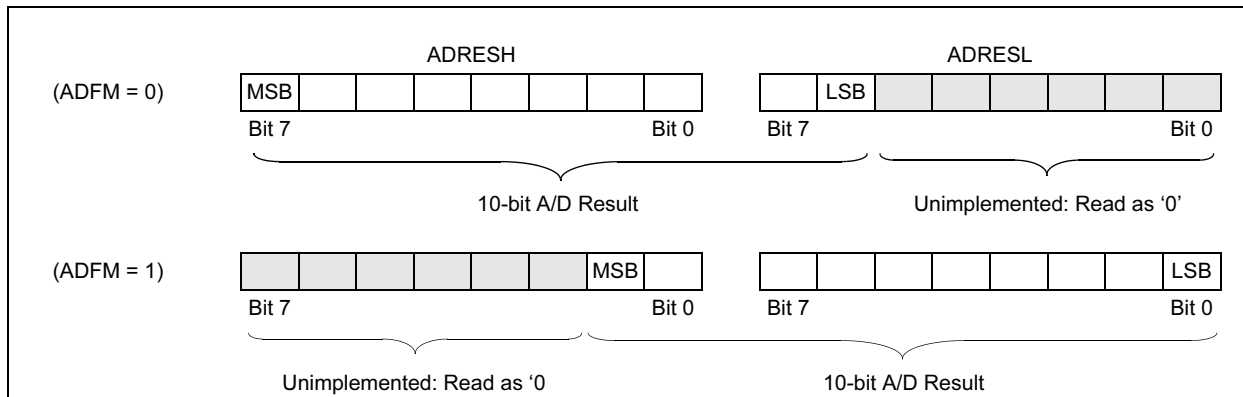 ADRESH ADRESL
(ADFM = 0) MSB LSB
Bit 7 Bit 0 Bit 7 Bit 0
10-bit A/D Result Unimplemented: Read as ‘0’
(ADFM = 1) MSB LSB
Bit 7 Bit 0 Bit 7 Bit 0
Unimplemented: Read as ‘0 10-bit A/D Result